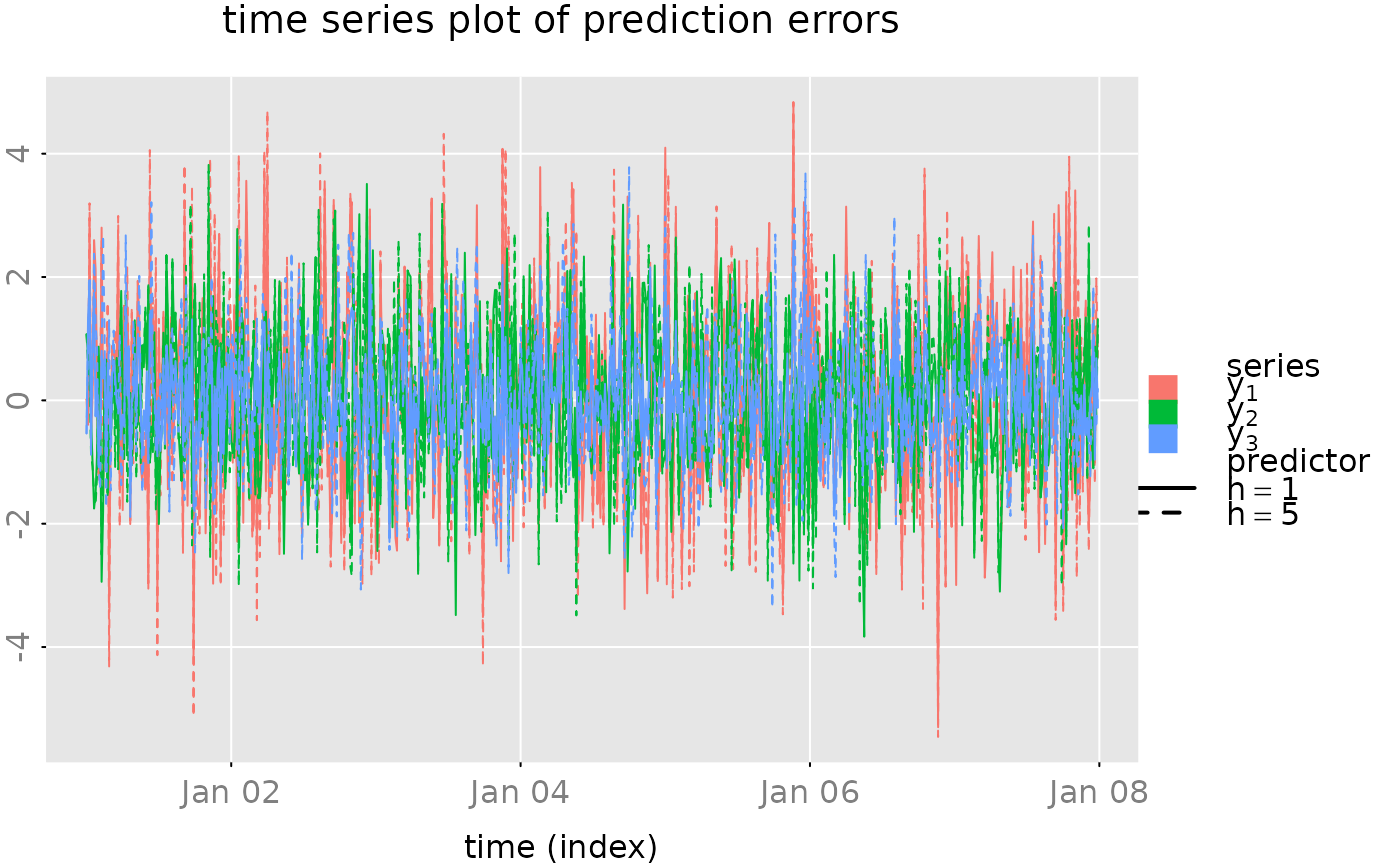 time series plot of prediction errors
4
2
0
-2
-4
Jan 02
Jan 04
Jan 06
Jan 08
time (index)
series
y₁
y₂
y₃
predictor
h = 1
h = 5